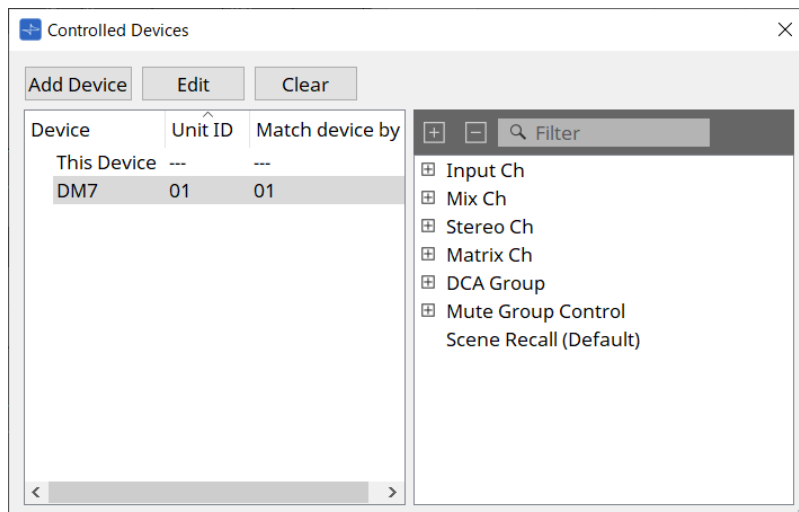 Controlled Devices
Add Device Edit Clear
Device Unit ID Match device by
This Device --- ---
DM7 01 01
Filter
Input Ch
Mix Ch
Stereo Ch
Matrix Ch
DCA Group
Mute Group Control
Scene Recall (Default)